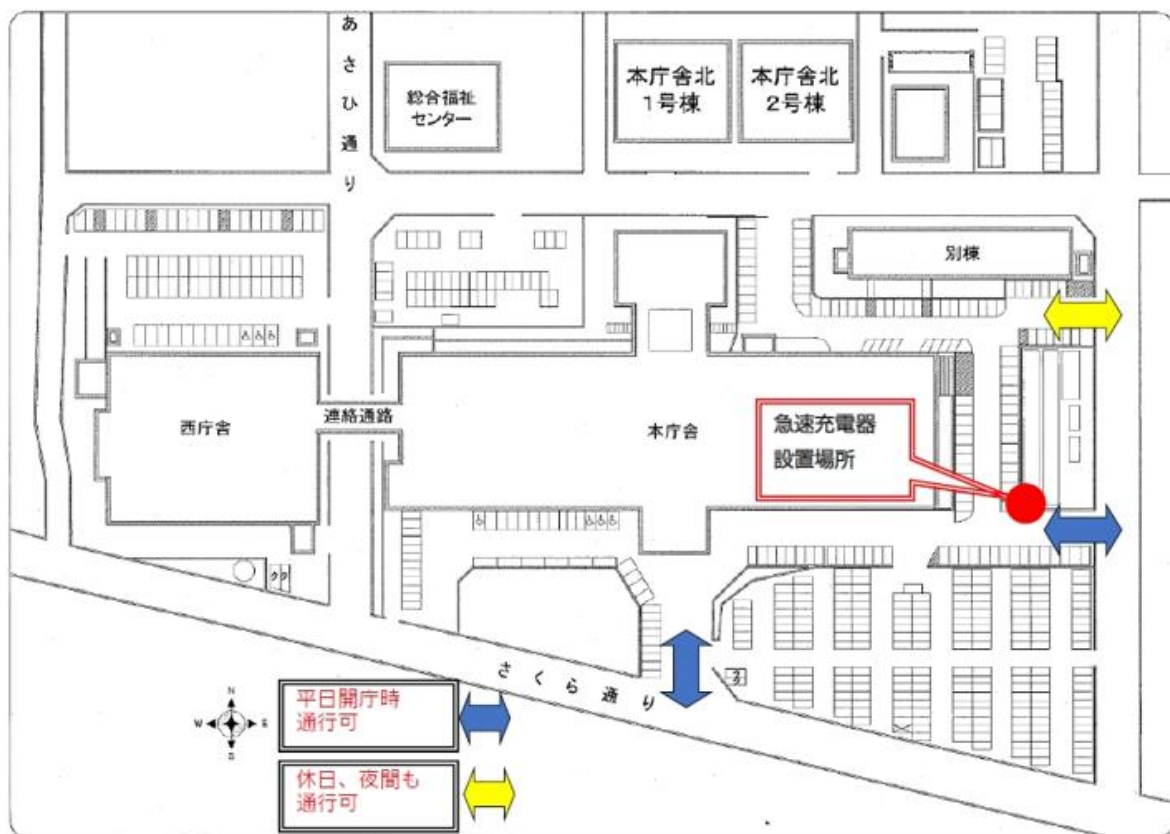 あさひ通り
総合福祉
センター
本庁舎北
1号棟
本庁舎北
2号棟
別棟
西庁舎
連絡通路
本庁舎
急速充電器
設置場所
さくら通り
平日開庁時
通行可
休日、夜間も
通行可
N
W
E
S